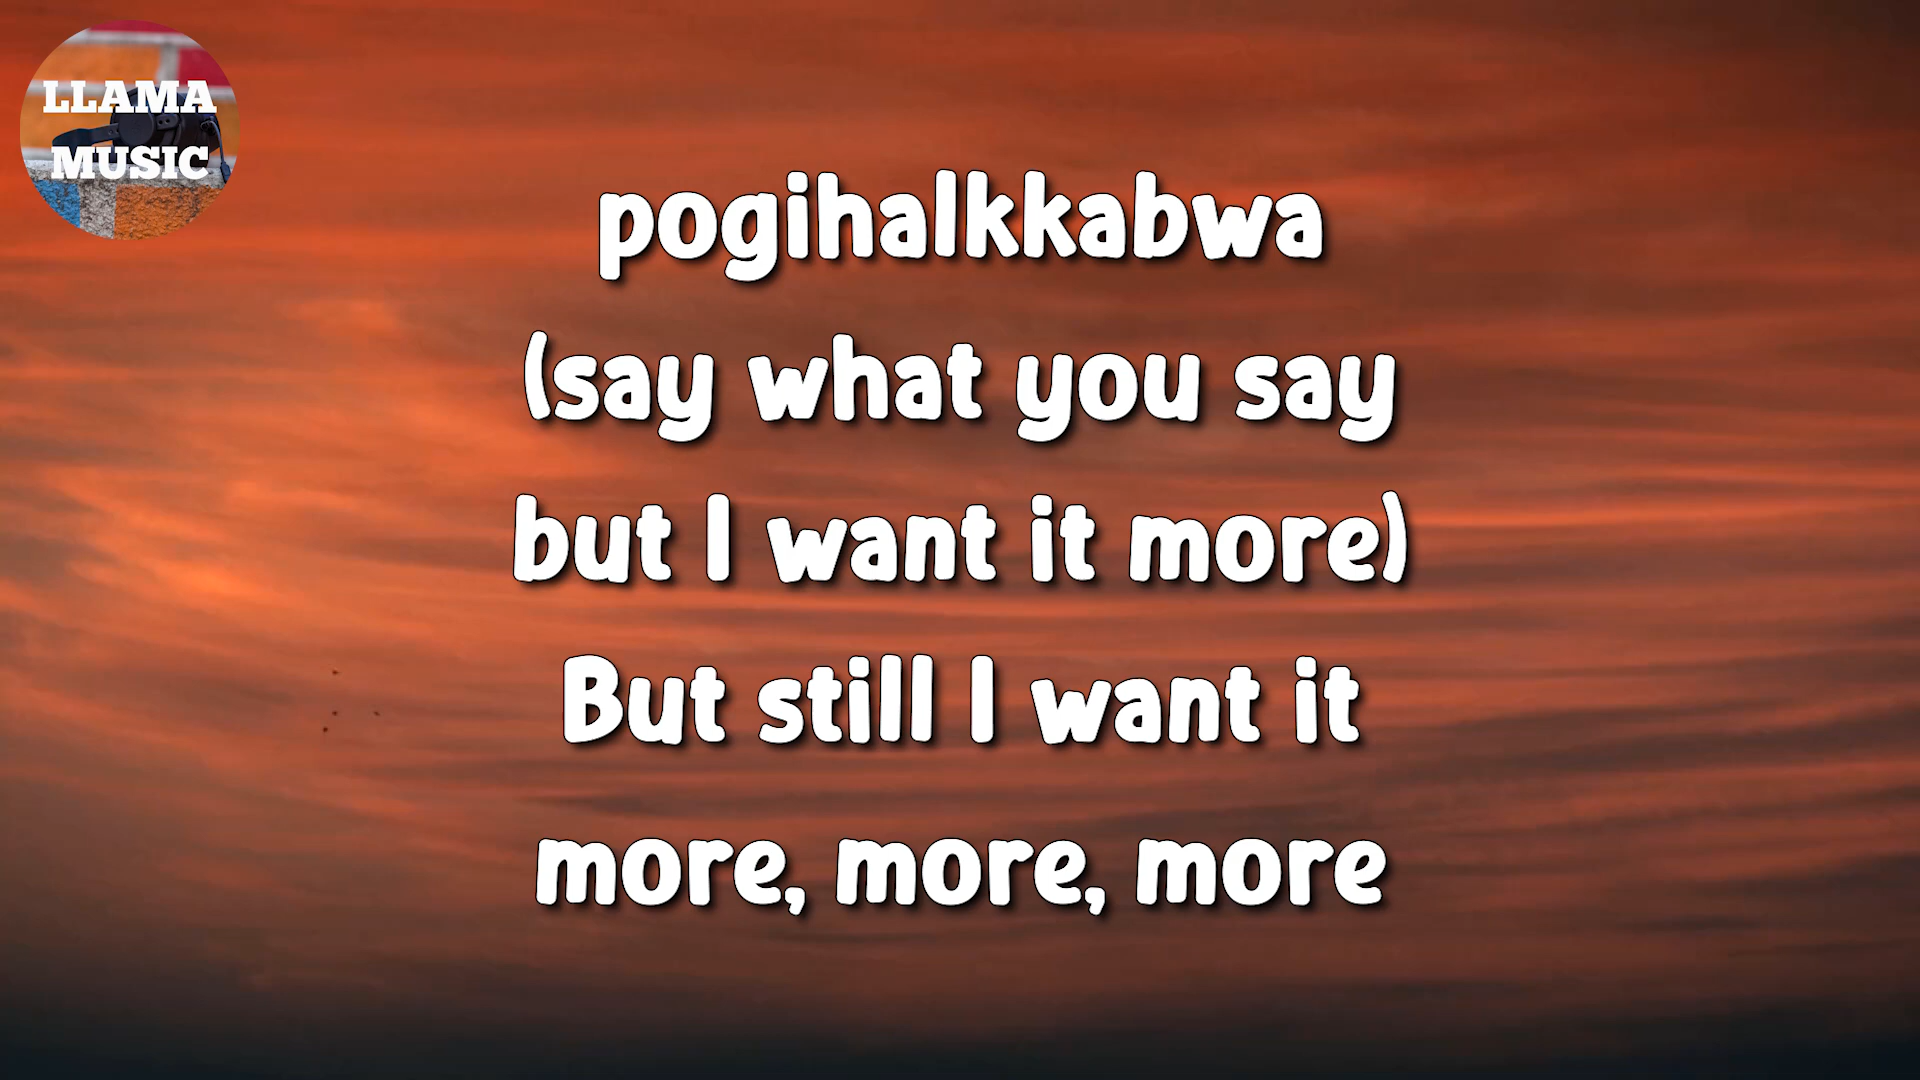 LLAMA
MUSIC
pogihalkkabwa
(say what you say
but I want it more)
But still I want it
more, more, more